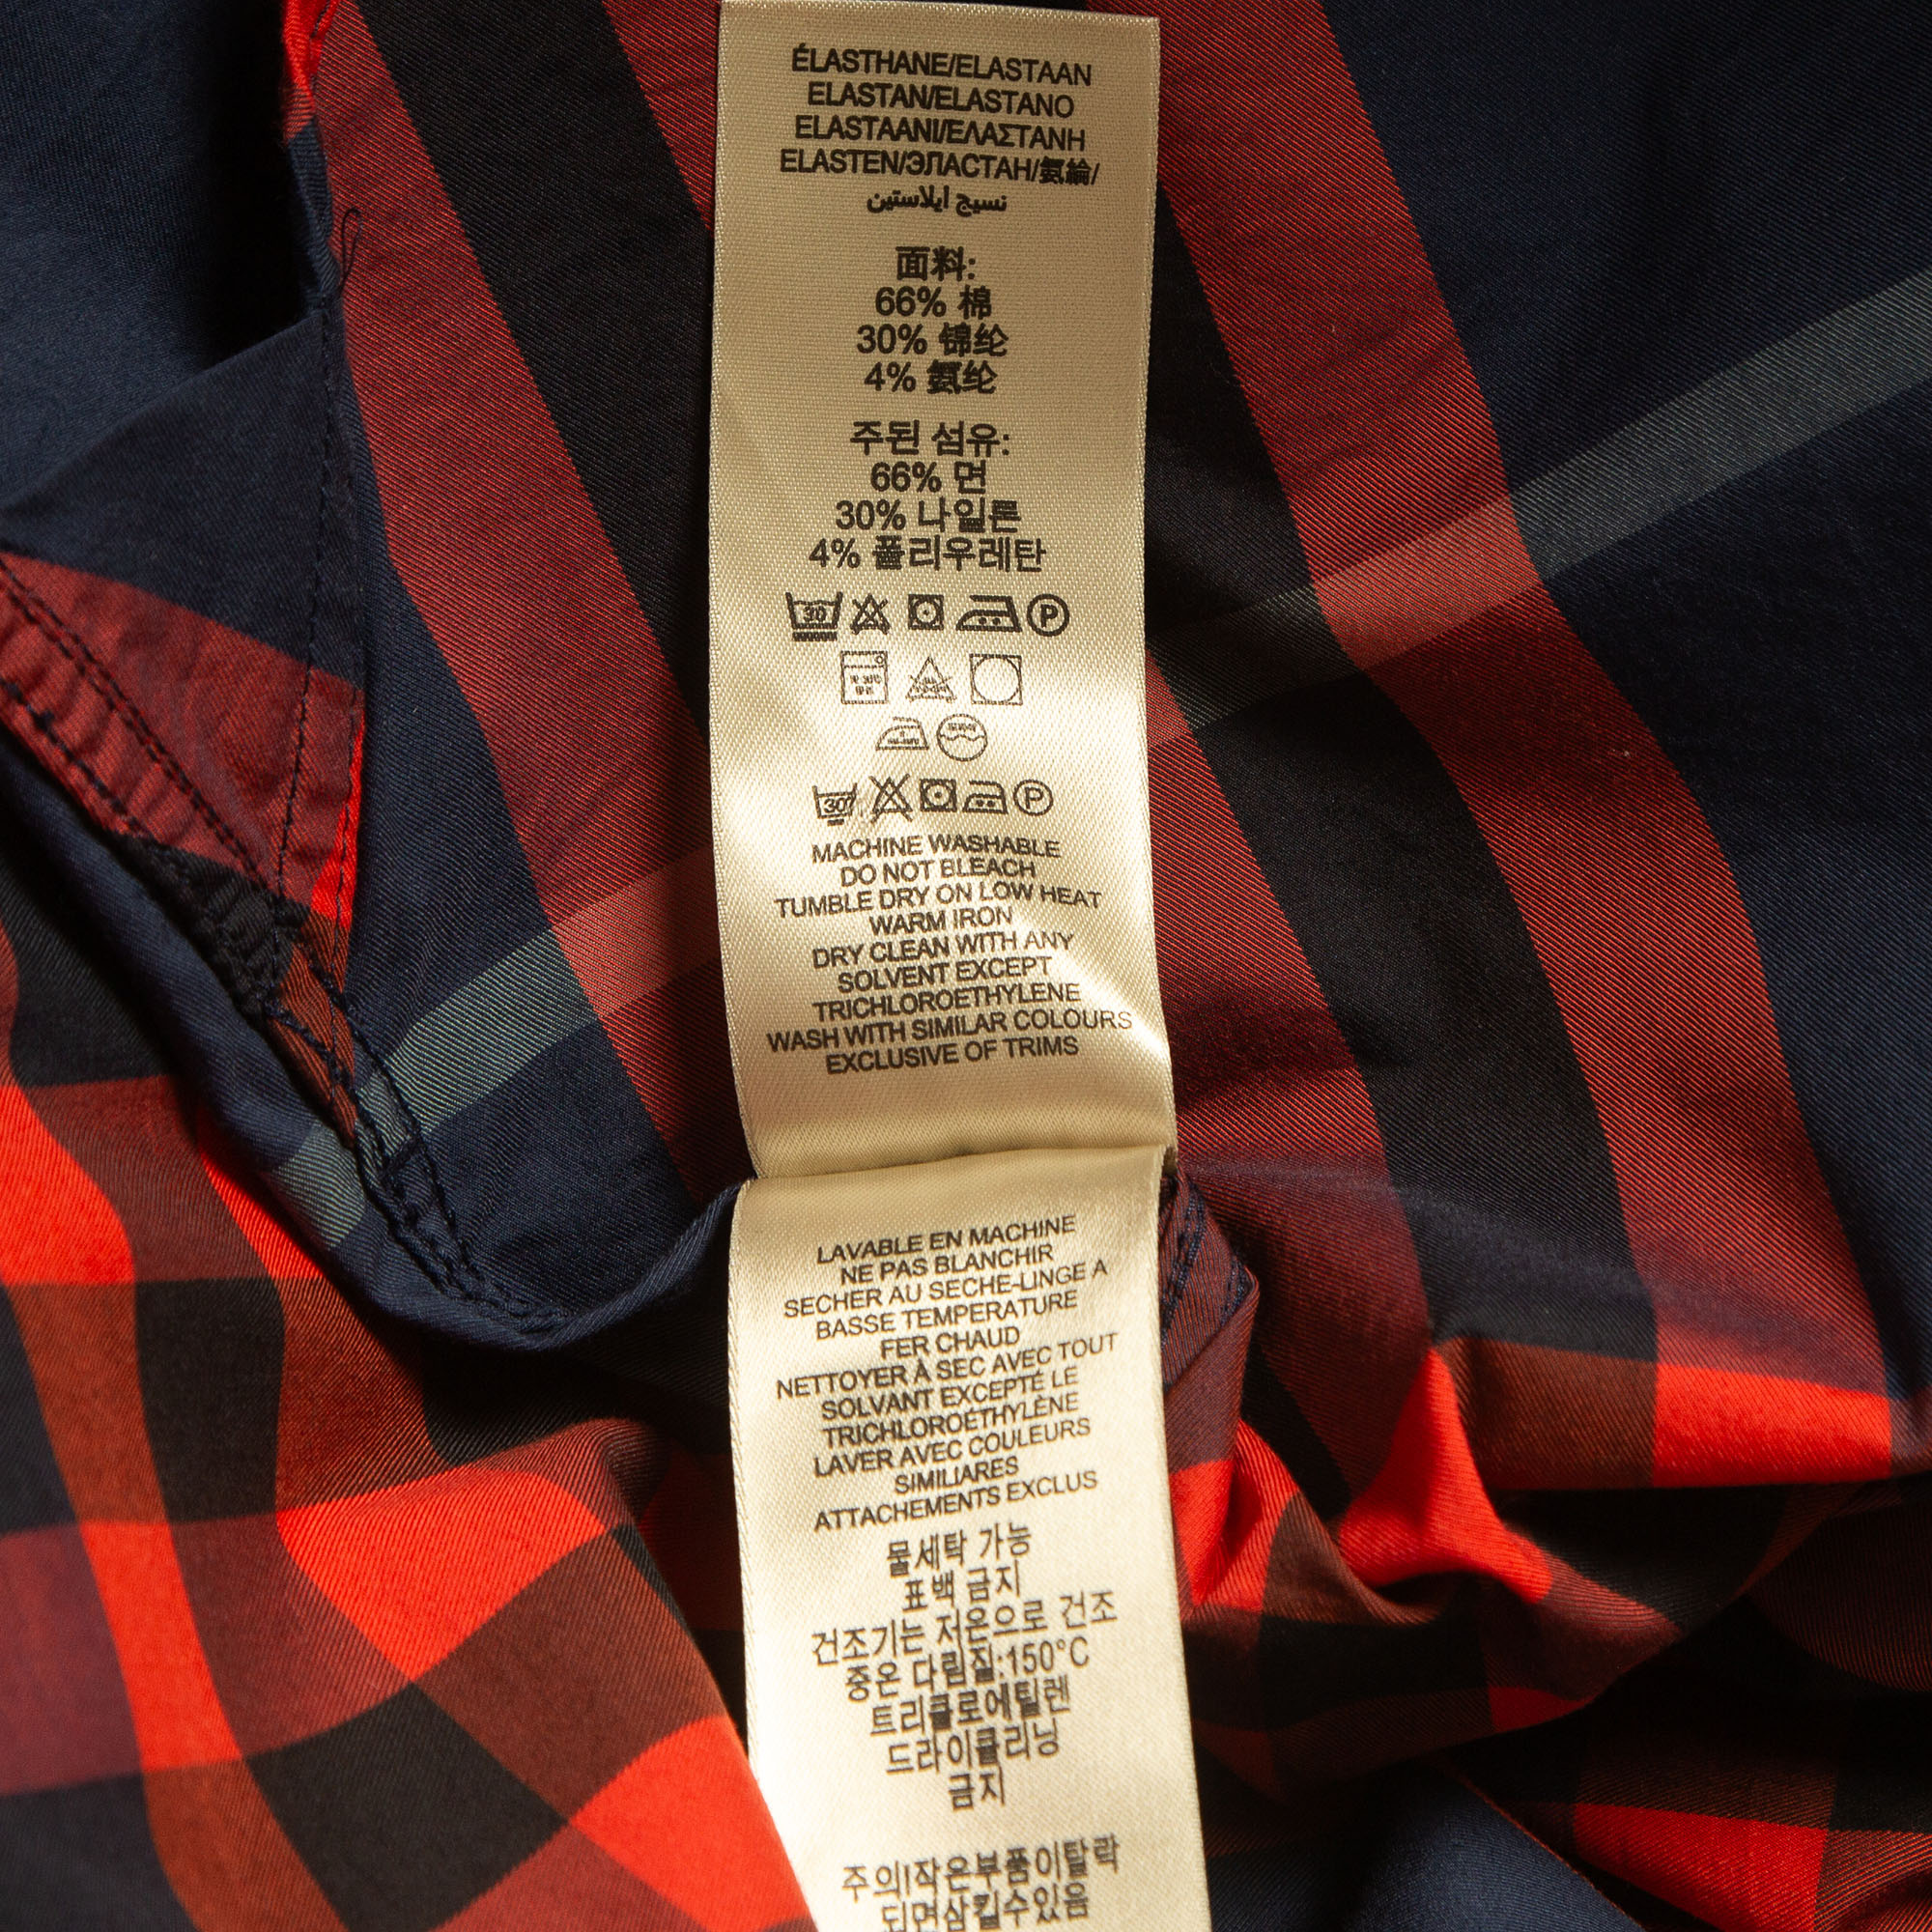 ÉLASTHANE/ELASTAAN
ELASTAN/ELASTANO
ELASTAANI/ΕΛΑΣΤΑΝΗ
ELASTEN/ЭЛАСТАН/氨綸/
نسيج ايلاستين
面料:
66% 棉
30% 锦纶
4% 氨纶
주된 섬유:
66% 면
30% 나일론
4% 폴리우레탄
30 P
30 P
MACHINE WASHABLE
DO NOT BLEACH
TUMBLE DRY ON LOW HEAT
WARM IRON
DRY CLEAN WITH ANY
SOLVENT EXCEPT
TRICHLOROETHYLENE
WASH WITH SIMILAR COLOURS
EXCLUSIVE OF TRIMS
LAVABLE EN MACHINE
NE PAS BLANCHIR
SECHER AU SECHE-LINGE A
BASSE TEMPERATURE
FER CHAUD
NETTOYER À SEC AVEC TOUT
SOLVANT EXCEPTÉ LE
TRICHLOROÉTHYLÈNE
LAVER AVEC COULEURS
SIMILIARES
ATTACHEMENTS EXCLUS
물세탁 가능
표백 금지
건조기는 저온으로 건조
중온 다림질:150°C
트리클로에틸렌
드라이클리닝
금지
주의!작은부품이탈락
되면삼킬수있음